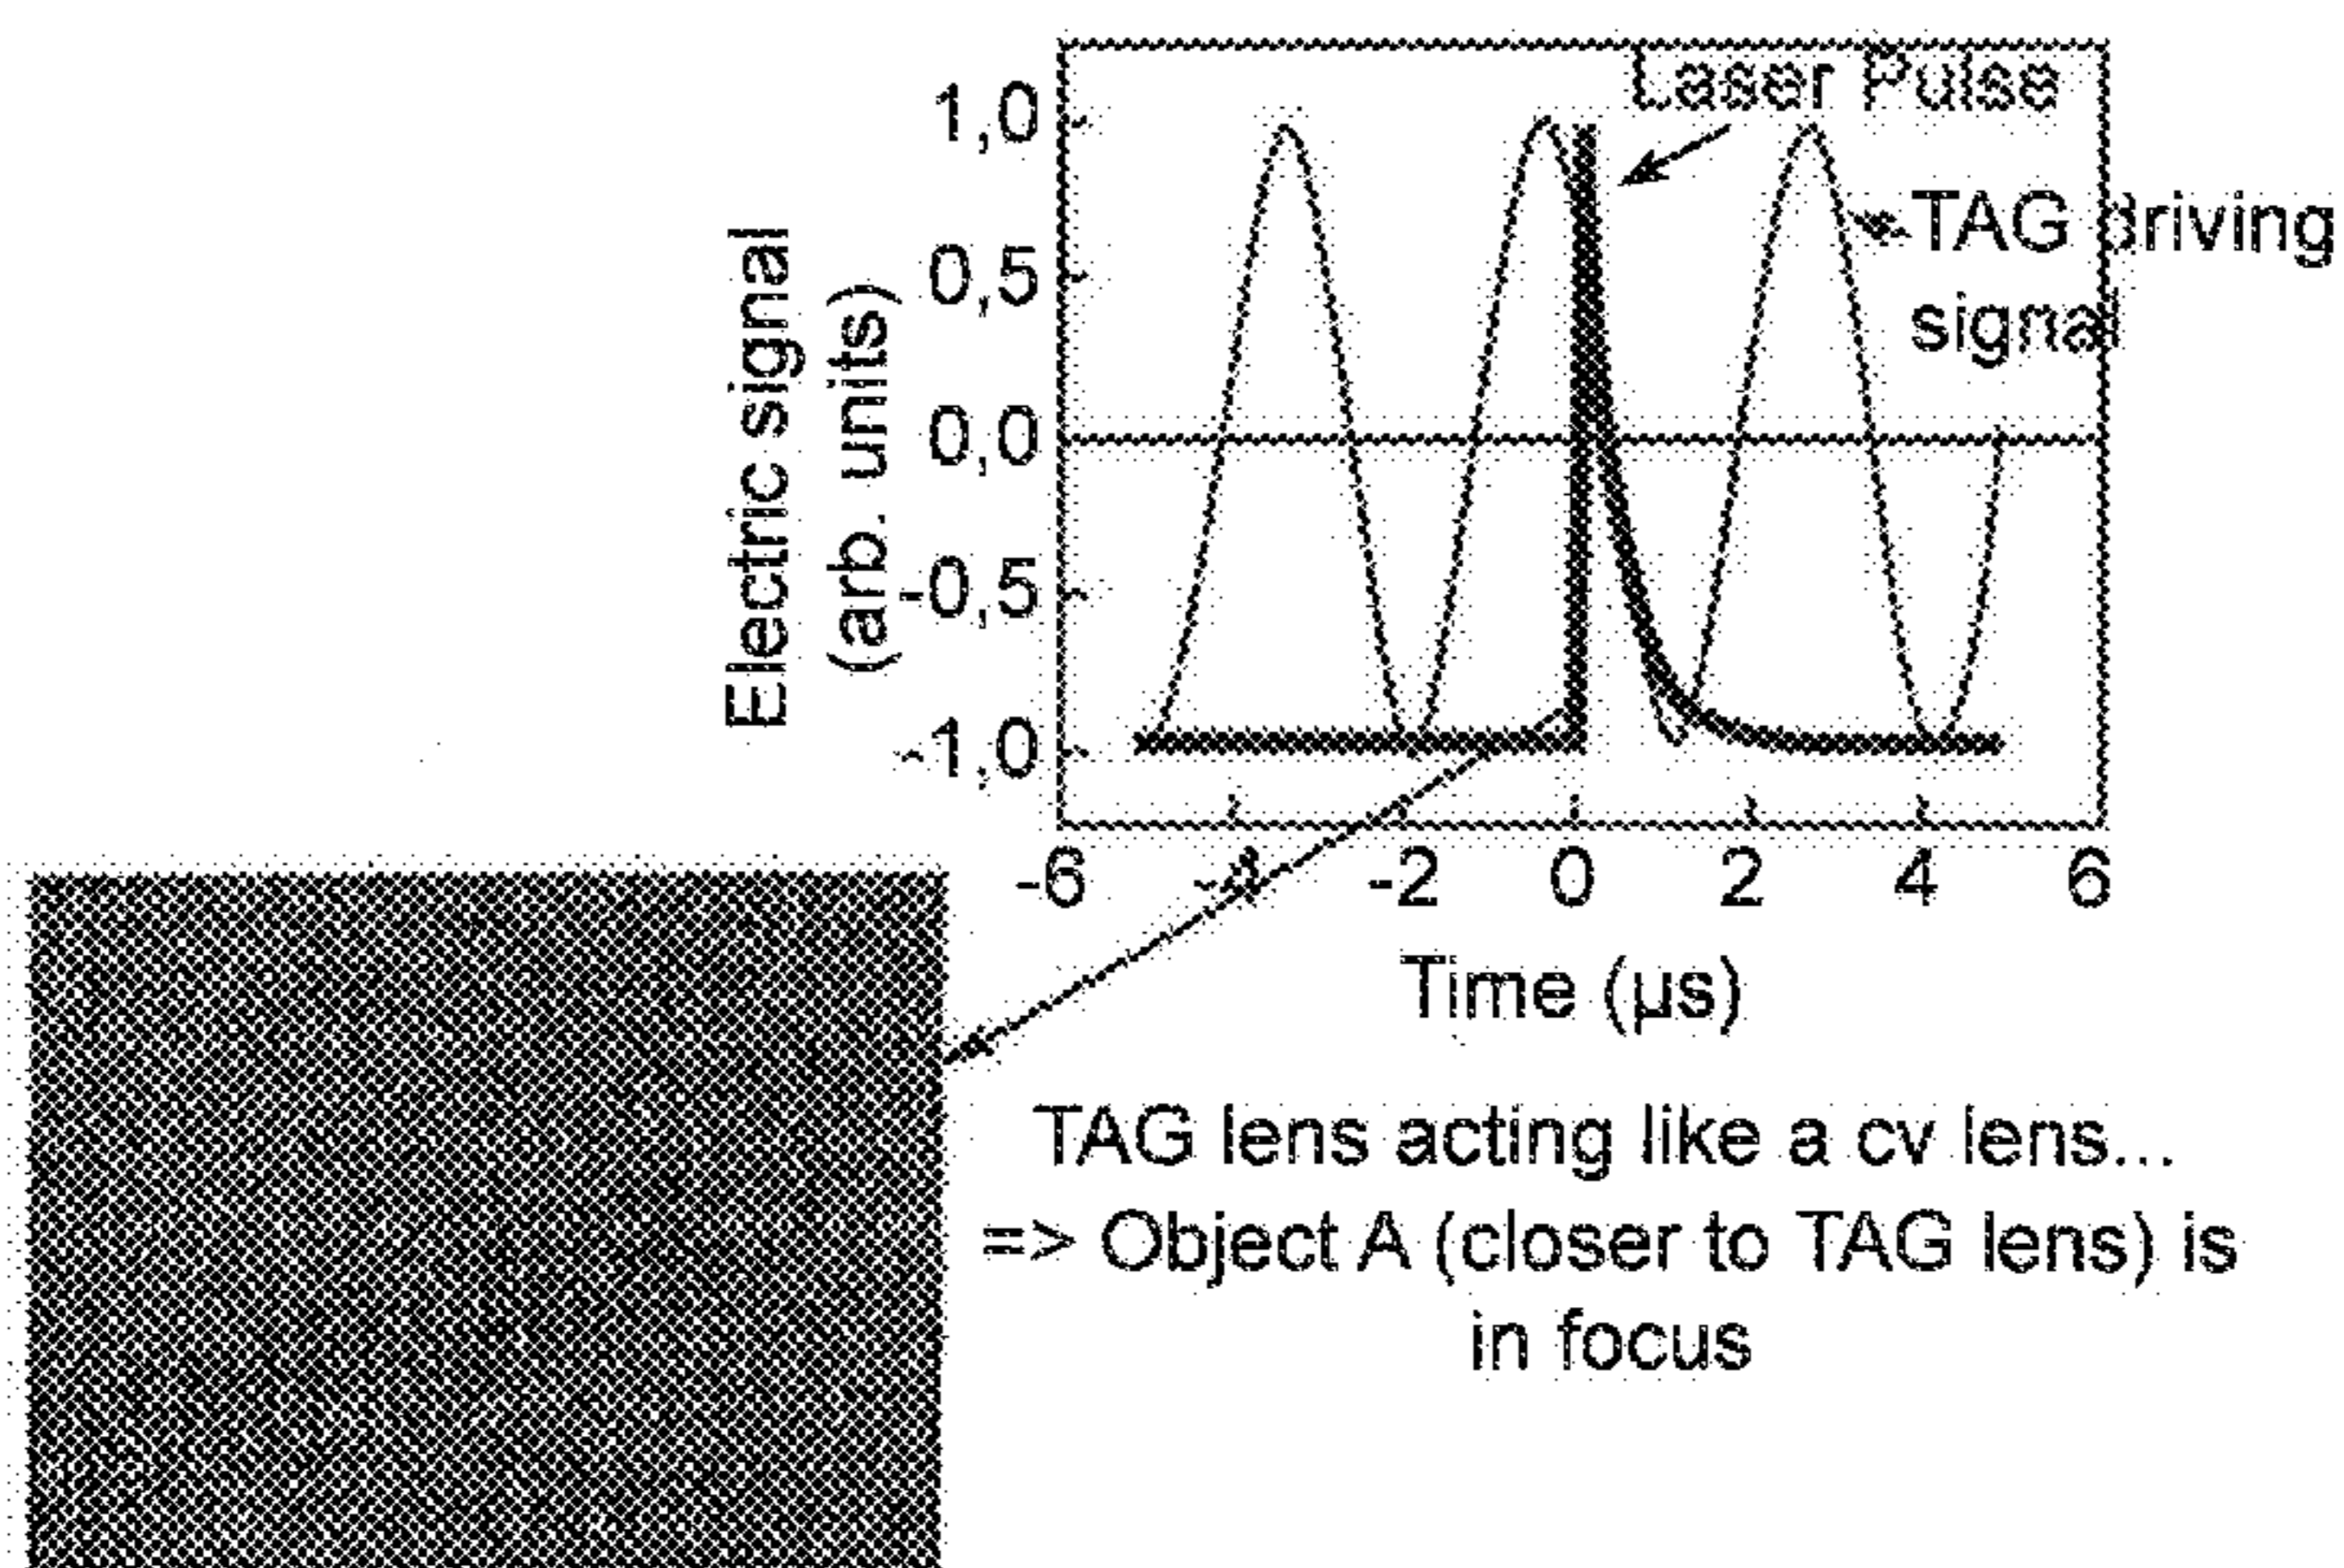 Laser Pulse
TAG driving
signal
Electric signal
(arb. units)
1,0
0,5
0,0
-0,5
-1,0
-6 -4 -2 0 2 4 6
Time (µs)
TAG lens acting like a cv lens...
=> Object A (closer to TAG lens) is
in focus